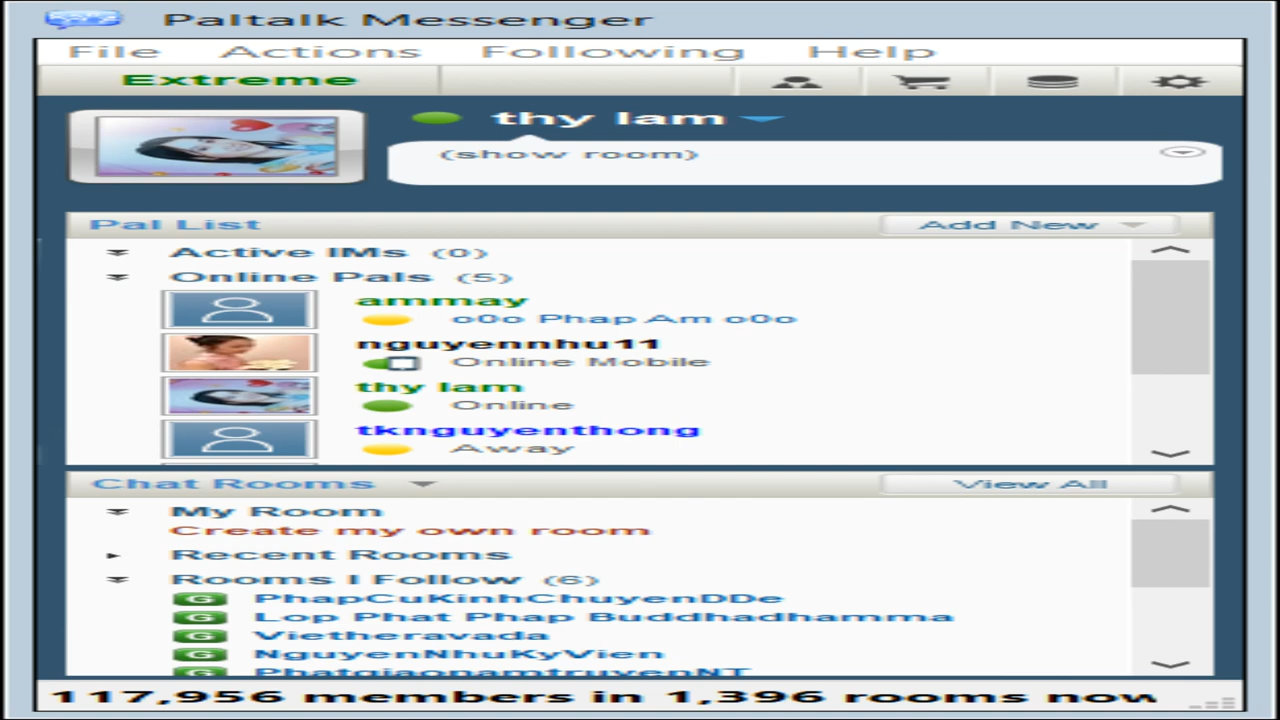 Paltalk Messenger
File Actions Following Help
Extreme
thy lam
(show room)
Pal List Add New
Active IMs (0)
Online Pals (5)
ammay
o0o Phap Am o0o
nguyennhu11
Online Mobile
thy lam
Online
tknguyenthong
Away
Chat Rooms View All
My Room
Create my own room
Recent Rooms
Rooms I Follow (6)
G PhapCuKinhChuyenDDe
G Lop Phat Phap Buddhadhamma
G Vietheravada
G NguyenNhuKyVien
G PhatgiaonamtruyenNT
117,956 members in 1,396 rooms now